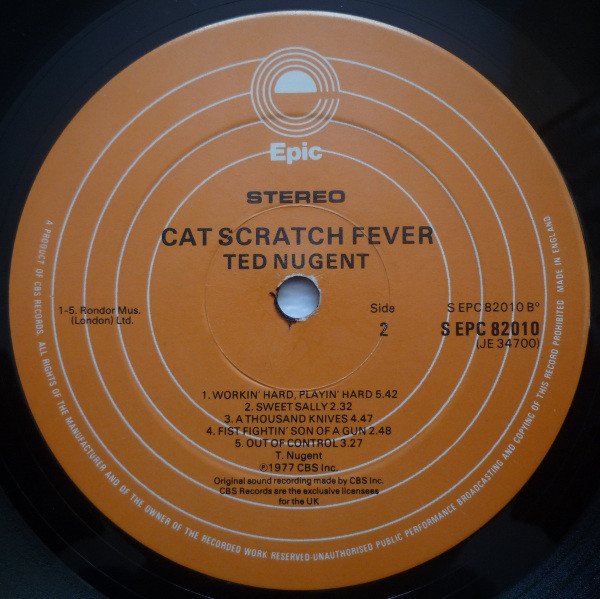 Epic
STEREO
CAT SCRATCH FEVER
TED NUGENT
1-5. Rondor Mus.
(London) Ltd.
Side
2
S EPC 82010 B°
S EPC 82010
(JE 34700)
1. WORKIN' HARD, PLAYIN' HARD 5.42
2. SWEET SALLY 2.32
3. A THOUSAND KNIVES 4.47
4. FIST FIGHTIN' SON OF A GUN 2.48
5. OUT OF CONTROL 3.27
T. Nugent
℗1977 CBS Inc.
Original sound recording made by CBS Inc.
CBS Records are the exclusive licensees
for the UK
A PRODUCT OF CBS RECORDS. ALL RIGHTS OF THE MANUFACTURER AND OF THE OWNER OF THE RECORDED WORK RESERVED·UNAUTHORISED PUBLIC PERFORMANCE BROADCASTING AND COPYING OF THIS RECORD PROHIBITED MADE IN ENGLAND